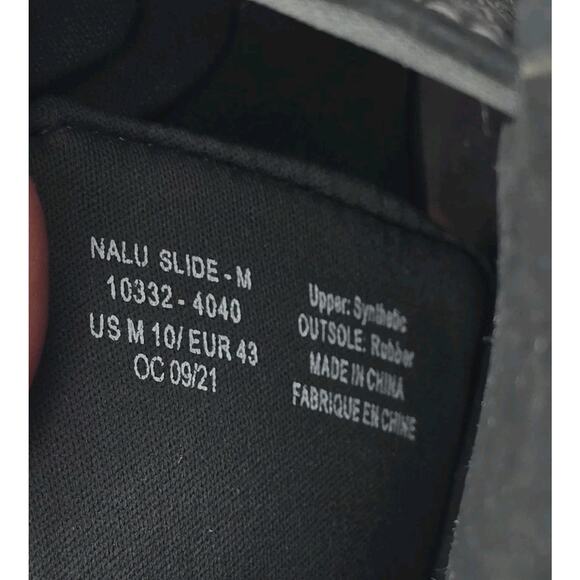 NALU SLIDE - M
10332 - 4040
US M 10/ EUR 43
OC 09/21
Upper: Synthetic
OUTSOLE: Rubber
MADE IN CHINA
FABRIQUE EN CHINE